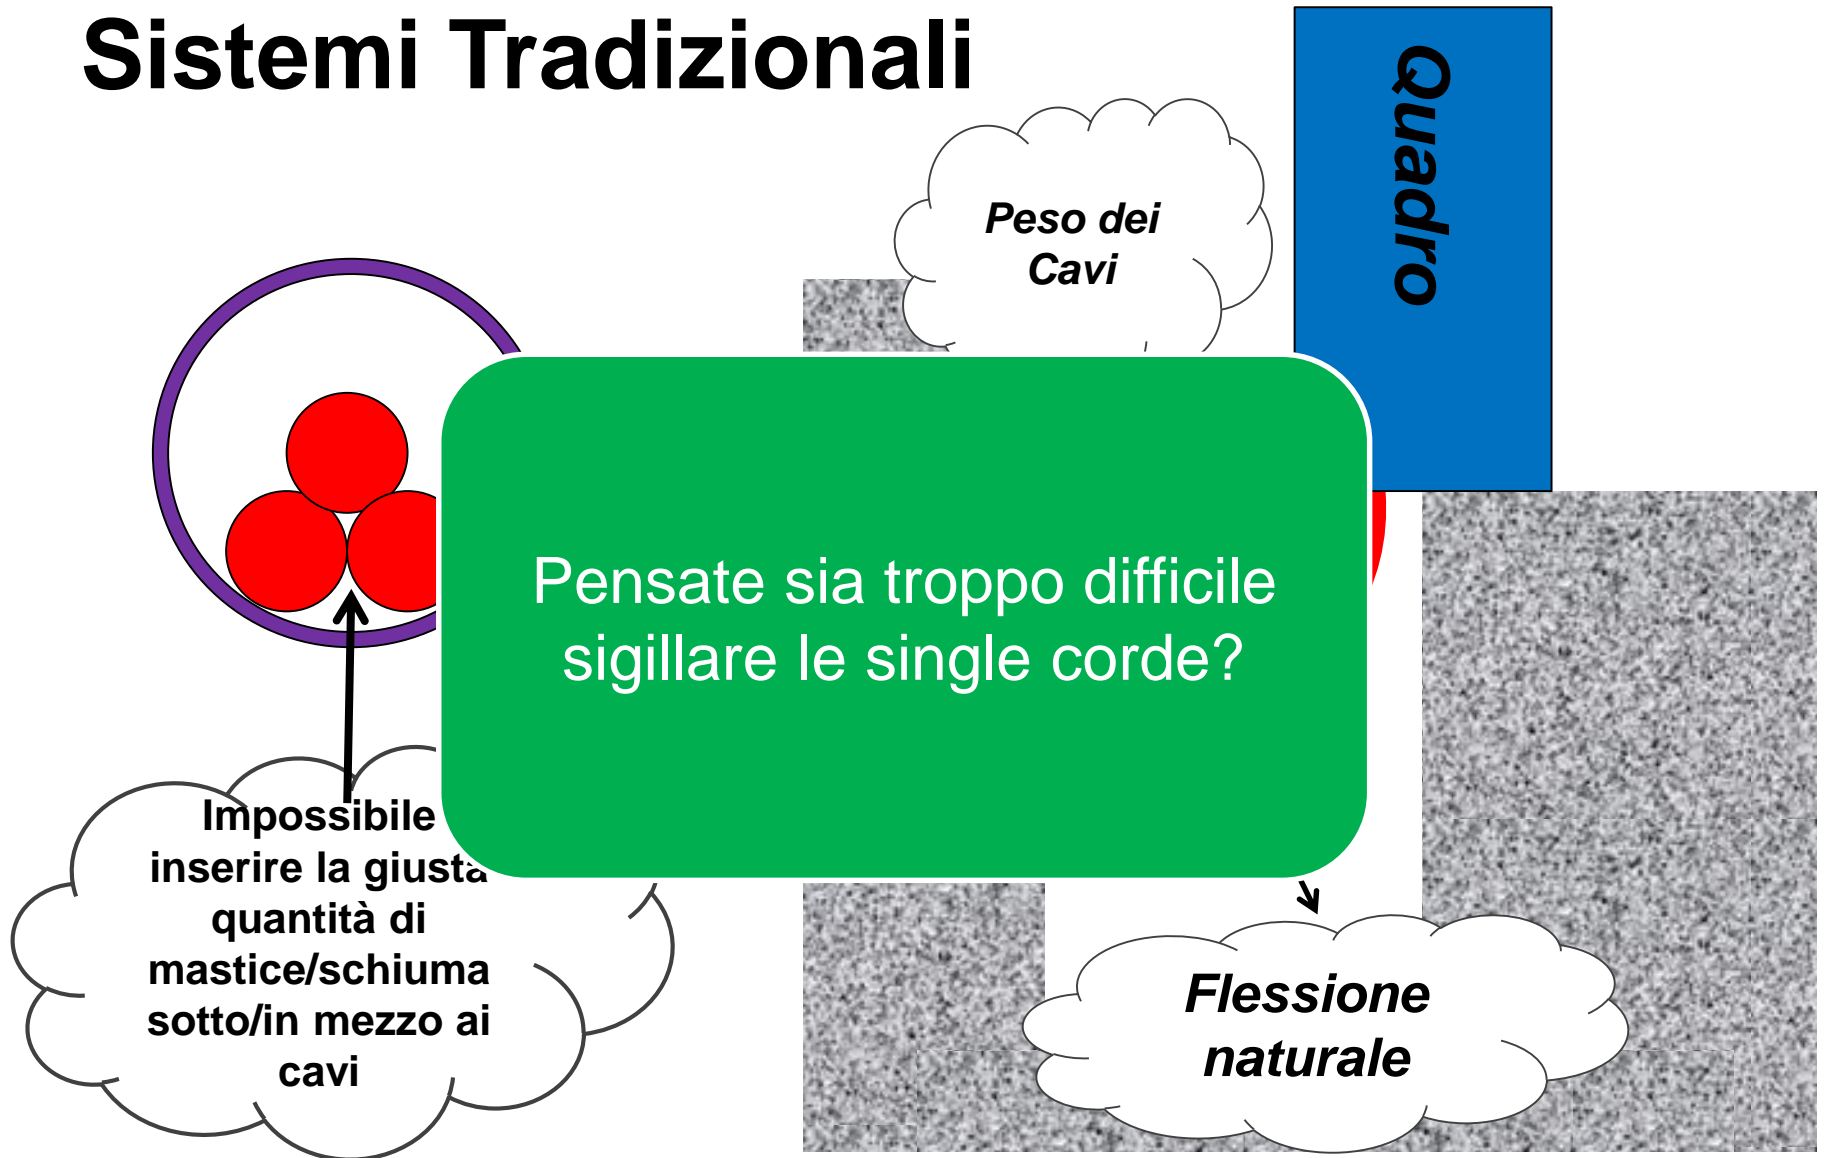 Sistemi Tradizionali
Quadro
Peso dei
Cavi
Pensate sia troppo difficile
sigillare le single corde?
Impossibile
inserire la giusta
quantità di
mastice/schiuma
sotto/in mezzo ai
cavi
Flessione
naturale